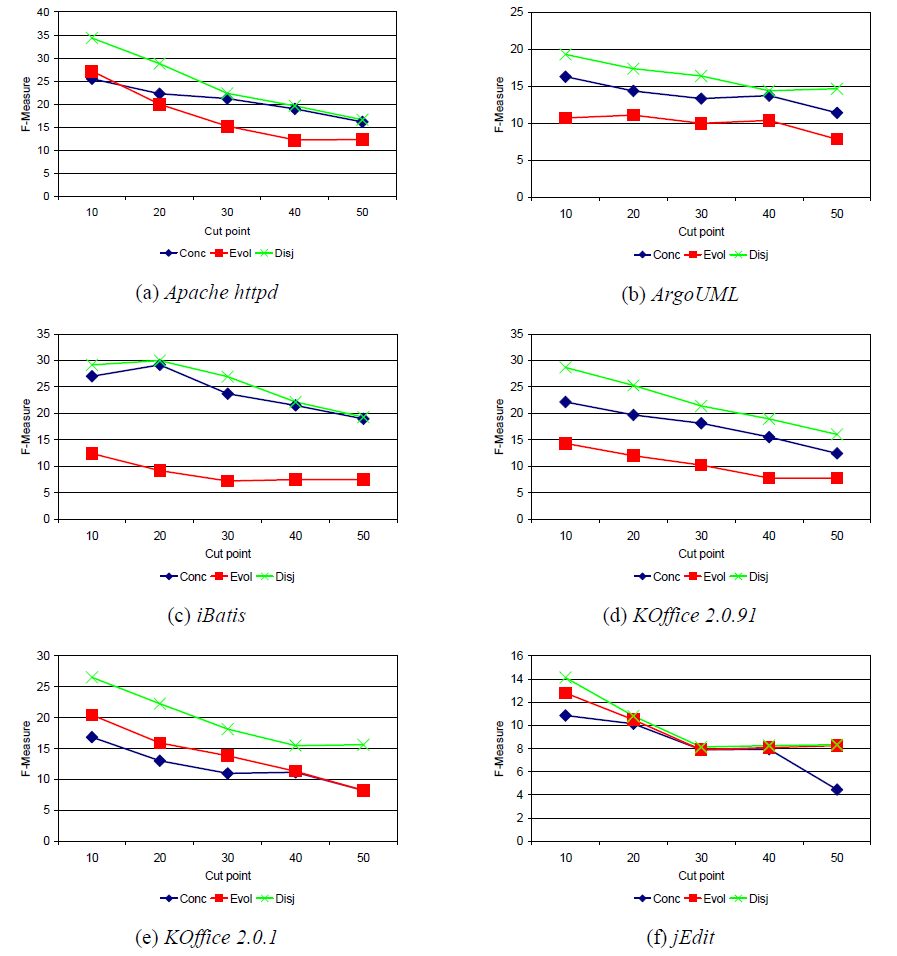 40
35
30
25
20
15
10
5
0
F-Measure
10 20 30 40 50
Cut point
Conc Evol Disj
(a) Apache httpd
25
20
15
10
5
0
F-Measure
10 20 30 40 50
Cut point
Conc Evol Disj
(b) ArgoUML
35
30
25
20
15
10
5
0
F-Measure
10 20 30 40 50
Cut point
Conc Evol Disj
(c) iBatis
35
30
25
20
15
10
5
0
F-Measure
10 20 30 40 50
Cut point
Conc Evol Disj
(d) KOffice 2.0.91
30
25
20
15
10
5
0
F-Measure
10 20 30 40 50
Cut point
Conc Evol Disj
(e) KOffice 2.0.1
16
14
12
10
8
6
4
2
0
F-Measure
10 20 30 40 50
Cut point
Conc Evol Disj
(f) jEdit